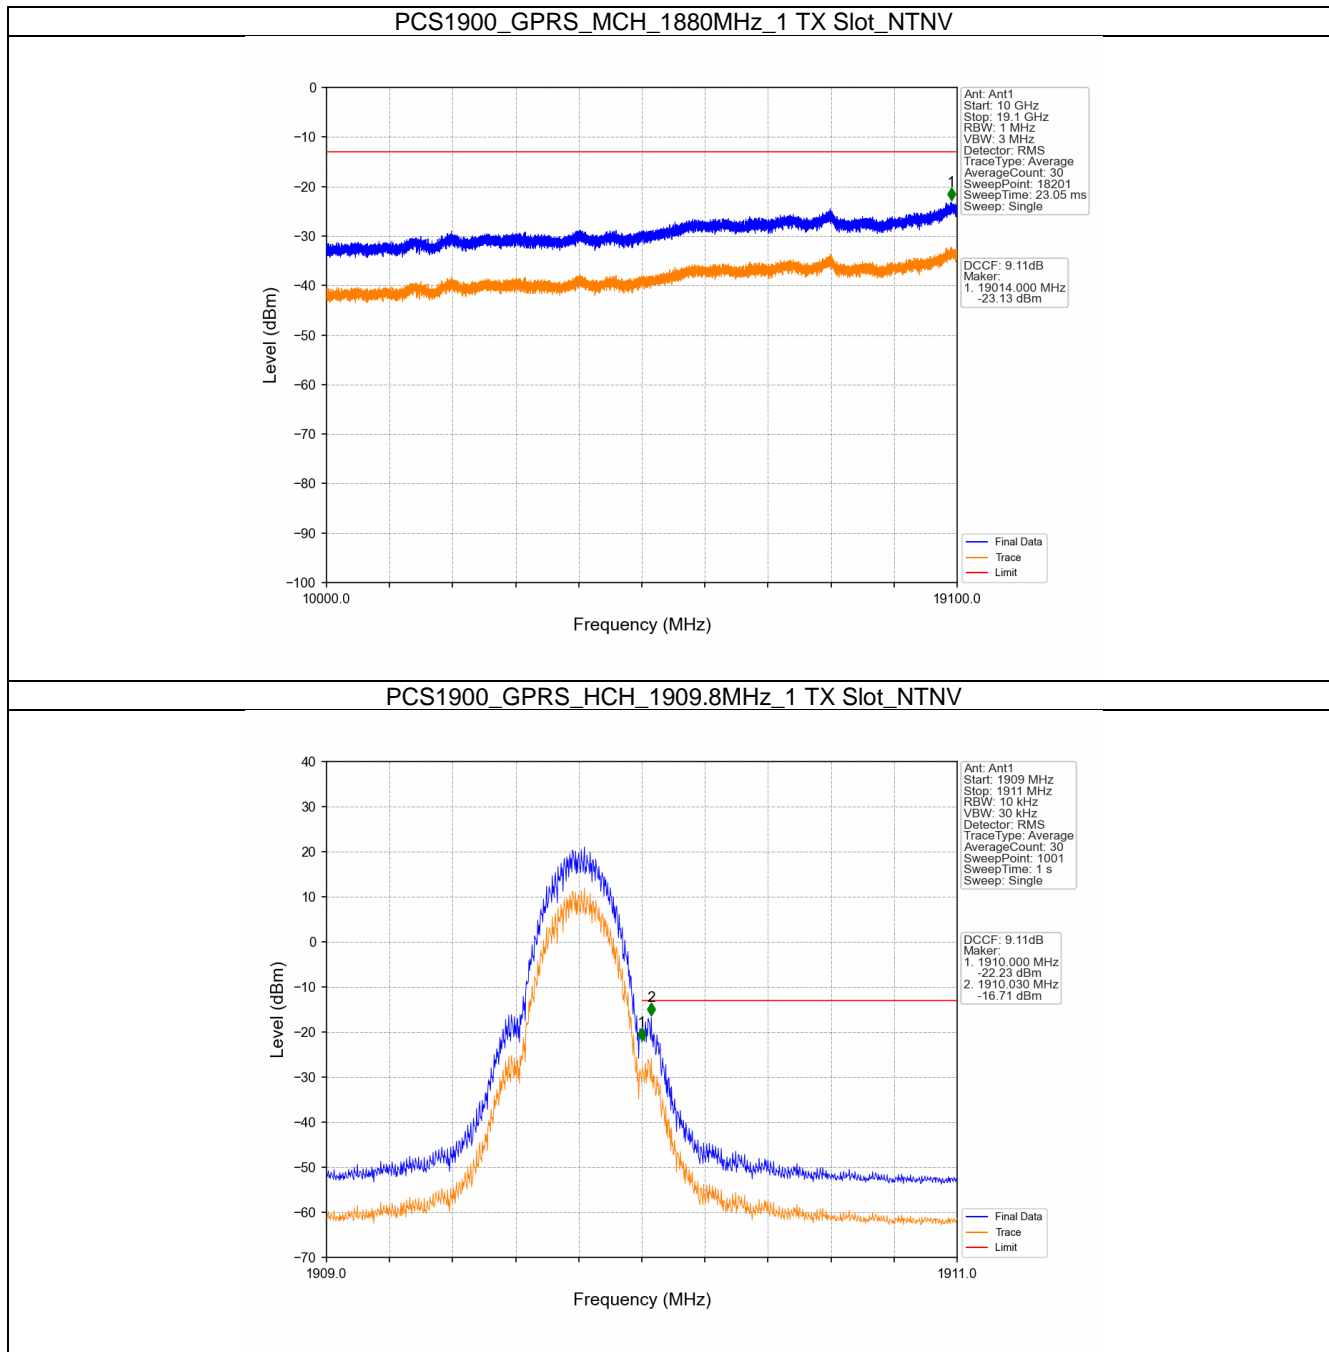 PCS1900_GPRS_MCH_1880MHz_1 TX Slot_NTNV
0
−10
−20
−30
−40
−50
−60
−70
−80
−90
−100
Level (dBm)
10000.0
19100.0
Frequency (MHz)
1
Ant: Ant1
Start: 10 GHz
Stop: 19.1 GHz
RBW: 1 MHz
VBW: 3 MHz
Detector: RMS
TraceType: Average
AverageCount: 30
SweepPoint: 18201
SweepTime: 23.05 ms
Sweep: Single
DCCF: 9.11dB
Maker:
1. 19014.000 MHz
-23.13 dBm
Final Data
Trace
Limit
PCS1900_GPRS_HCH_1909.8MHz_1 TX Slot_NTNV
40
30
20
10
0
−10
−20
−30
−40
−50
−60
−70
Level (dBm)
1909.0
1911.0
Frequency (MHz)
1
2
Ant: Ant1
Start: 1909 MHz
Stop: 1911 MHz
RBW: 10 kHz
VBW: 30 kHz
Detector: RMS
TraceType: Average
AverageCount: 30
SweepPoint: 1001
SweepTime: 1 s
Sweep: Single
DCCF: 9.11dB
Maker:
1. 1910.000 MHz
-22.23 dBm
2. 1910.030 MHz
-16.71 dBm
Final Data
Trace
Limit